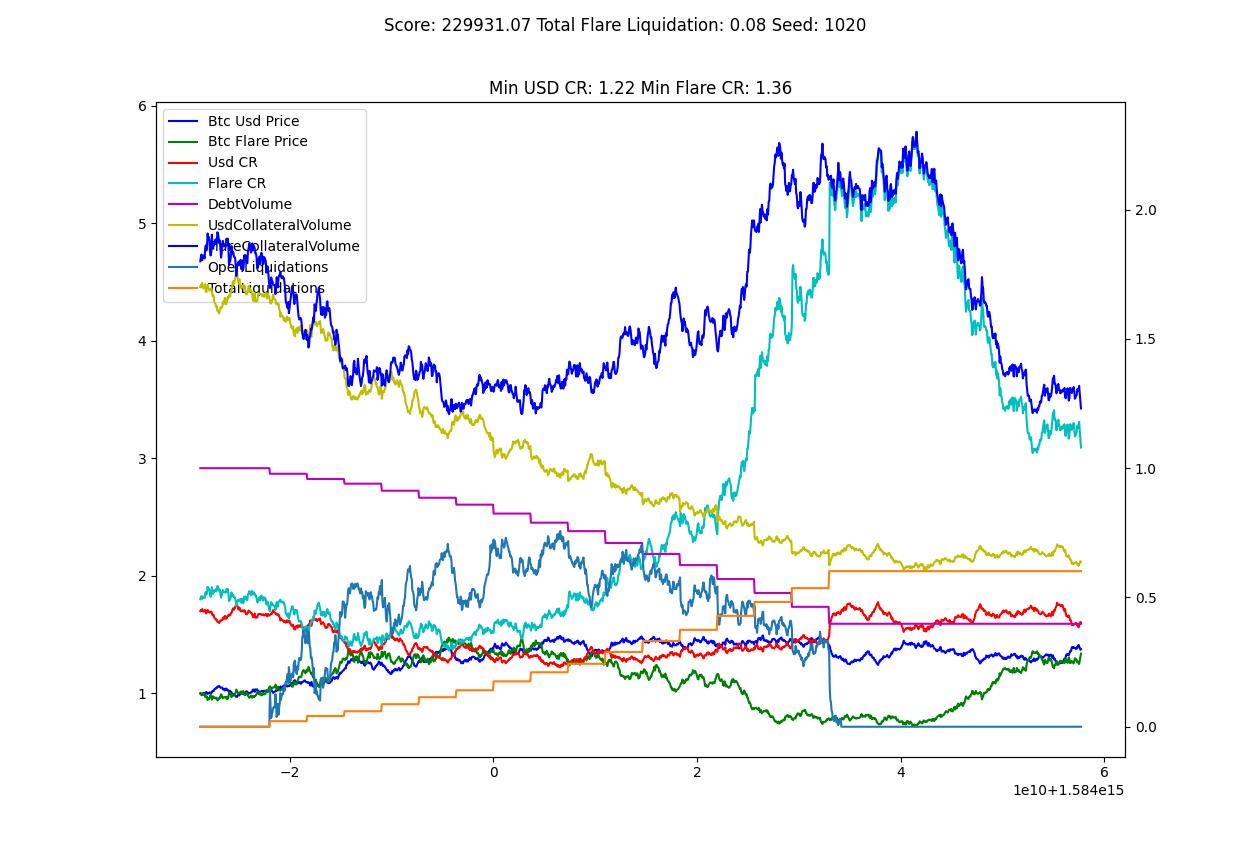 Score: 229931.07 Total Flare Liquidation: 0.08 Seed: 1020
Min USD CR: 1.22 Min Flare CR: 1.36
Btc Usd Price
Btc Flare Price
Usd CR
Flare CR
DebtVolume
UsdCollateralVolume
FlareCollateralVolume
OpenLiquidations
TotalLiquidations
6
5
4
3
2
1
2.0
1.5
1.0
0.5
0.0
−2 0 2 4 6
1e10+1.584e15